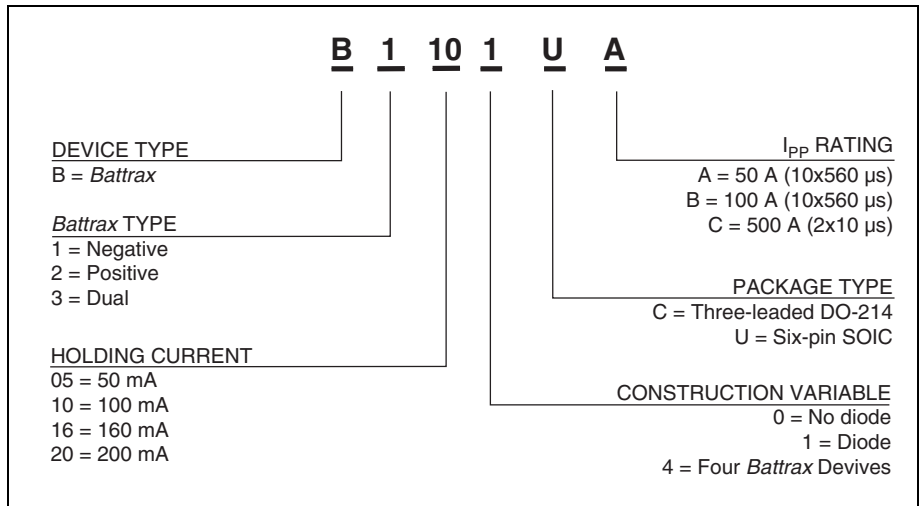 B 1 10 1 U A
DEVICE TYPE
B = Battrax
Battrax TYPE
1 = Negative
2 = Positive
3 = Dual
HOLDING CURRENT
05 = 50 mA
10 = 100 mA
16 = 160 mA
20 = 200 mA
IPP RATING
A = 50 A (10x560 µs)
B = 100 A (10x560 µs)
C = 500 A (2x10 µs)
PACKAGE TYPE
C = Three-leaded DO-214
U = Six-pin SOIC
CONSTRUCTION VARIABLE
0 = No diode
1 = Diode
4 = Four Battrax Devives